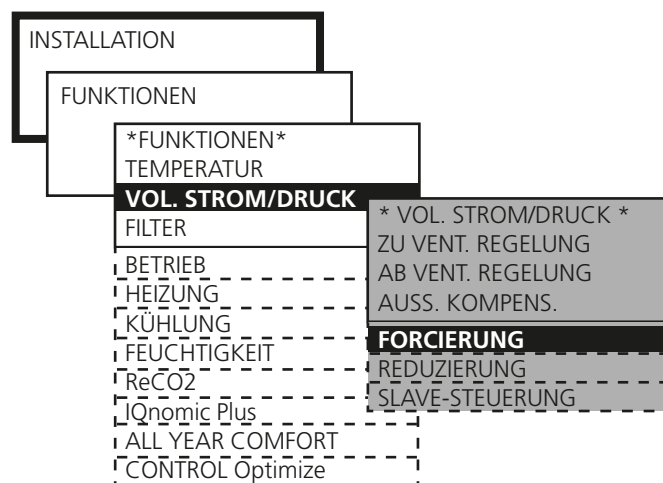 INSTALLATION
FUNKTIONEN
*FUNKTIONEN*
TEMPERATUR
VOL. STROM/DRUCK
FILTER
BETRIEB
HEIZUNG
KÜHLUNG
FEUCHTIGKEIT
ReCO2
IQnomic Plus
ALL YEAR COMFORT
CONTROL Optimize
* VOL. STROM/DRUCK *
ZU VENT. REGELUNG
AB VENT. REGELUNG
AUSS. KOMPENS.
FORCIERUNG
REDUZIERUNG
SLAVE-STEUERUNG